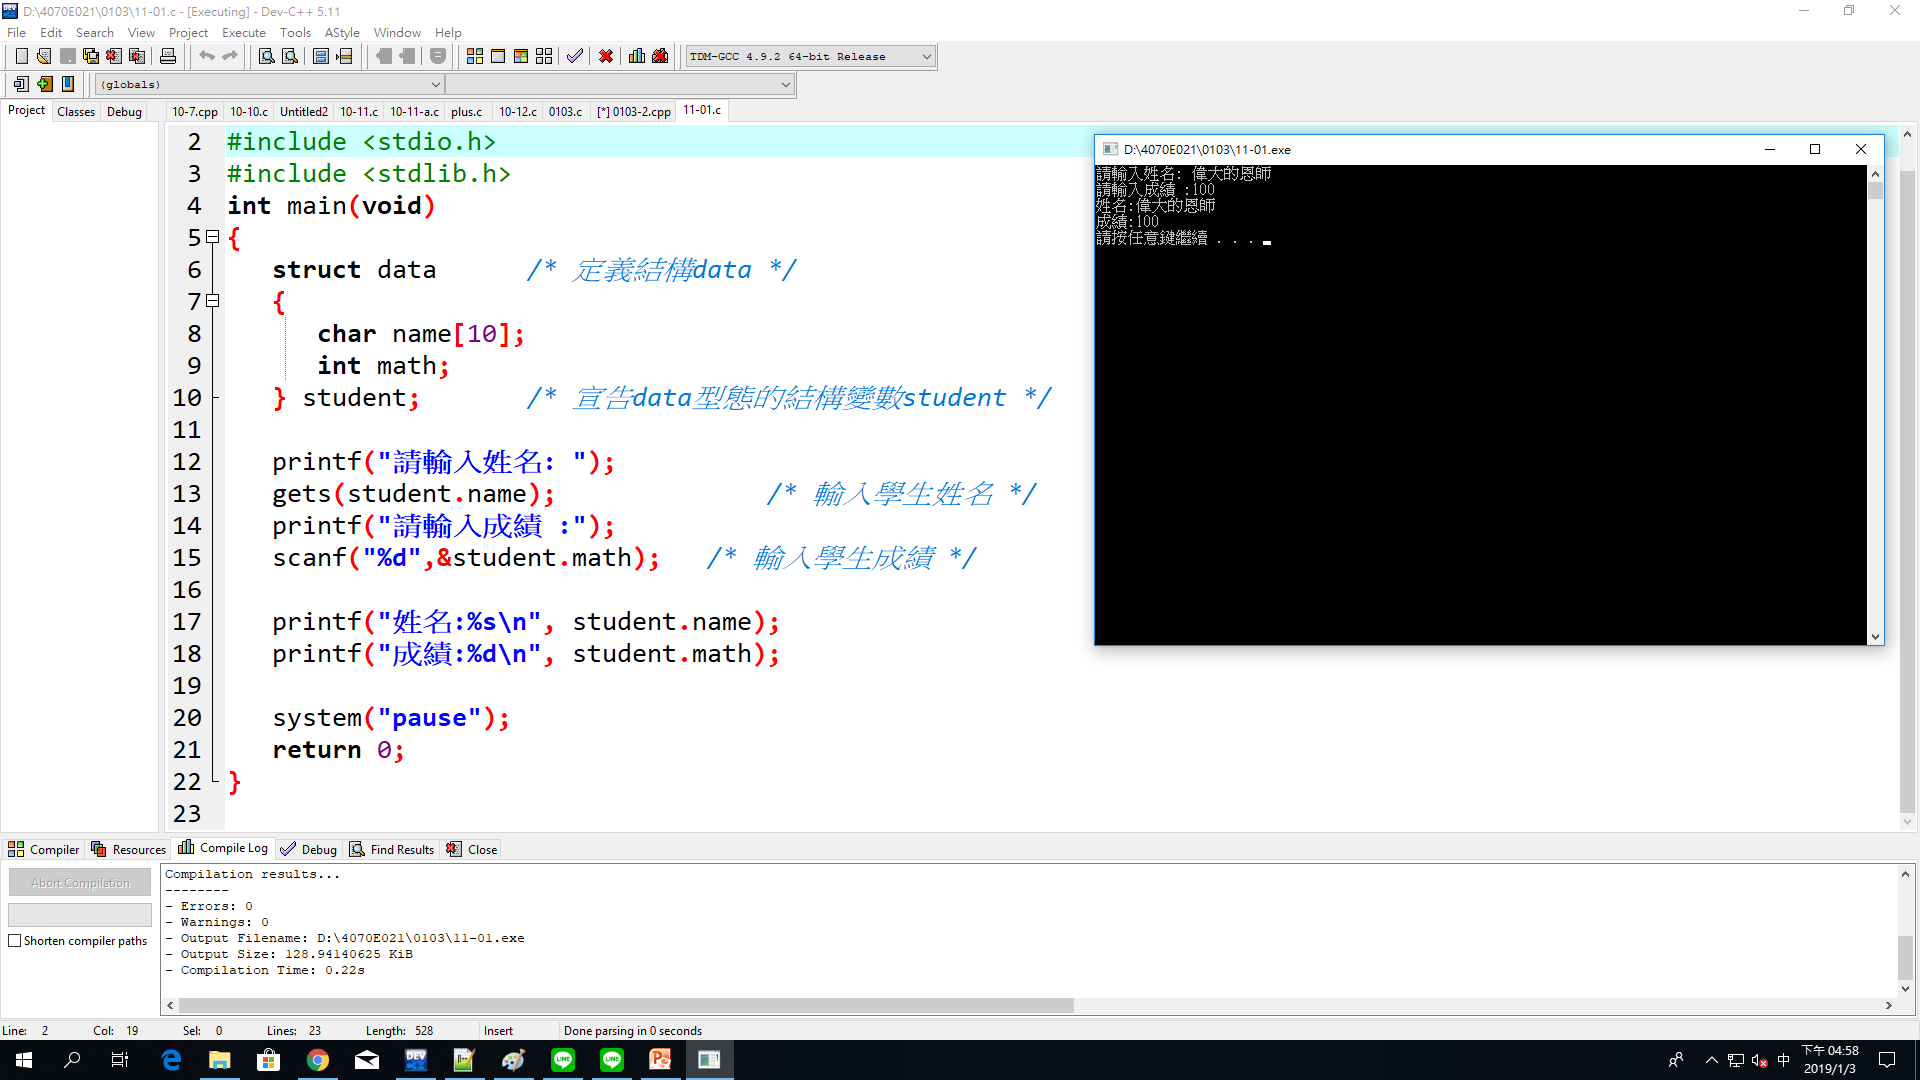 D:\4070E021\0103\11-01.c - [Executing] - Dev-C++ 5.11
File Edit Search View Project Execute Tools AStyle Window Help
TDM-GCC 4.9.2 64-bit Release
(globals)
Project Classes Debug 10-7.cpp 10-10.c Untitled2 10-11.c 10-11-a.c plus.c 10-12.c 0103.c [*] 0103-2.cpp 11-01.c
2 #include <stdio.h>
3 #include <stdlib.h>
4 int main(void)
5 {
6 struct data /* 定義結構data */
7 {
8 char name[10];
9 int math;
10 } student; /* 宣告data型態的結構變數student */
11
12 printf("請輸入姓名: ");
13 gets(student.name); /* 輸入學生姓名 */
14 printf("請輸入成績 :");
15 scanf("%d",&student.math); /* 輸入學生成績 */
16
17 printf("姓名:%s\n", student.name);
18 printf("成績:%d\n", student.math);
19
20 system("pause");
21 return 0;
22 }
23
D:\4070E021\0103\11-01.exe
請輸入姓名: 偉大的恩師
請輸入成績 :100
姓名:偉大的恩師
成績:100
請按任意鍵繼續 . . .
Compiler Resources Compile Log Debug Find Results Close
Abort Compilation
Shorten compiler paths
Compilation results...
--------
- Errors: 0
- Warnings: 0
- Output Filename: D:\4070E021\0103\11-01.exe
- Output Size: 128.94140625 KiB
- Compilation Time: 0.22s
Line: 2 Col: 19 Sel: 0 Lines: 23 Length: 528 Insert Done parsing in 0 seconds
中
下午 04:58
2019/1/3